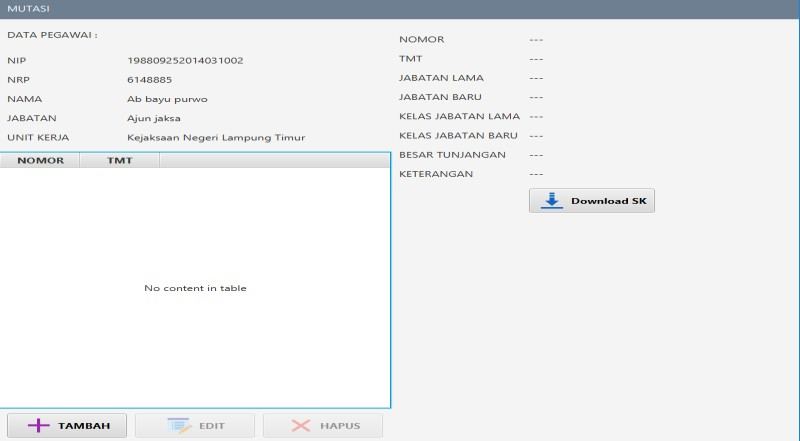 MUTASI
DATA PEGAWAI :
NIP 198809252014031002
NRP 6148885
NAMA Ab bayu purwo
JABATAN Ajun jaksa
UNIT KERJA Kejaksaan Negeri Lampung Timur
NOMOR TMT
No content in table
TAMBAH EDIT HAPUS
NOMOR ---
TMT ---
JABATAN LAMA ---
JABATAN BARU ---
KELAS JABATAN LAMA ---
KELAS JABATAN BARU ---
BESAR TUNJANGAN ---
KETERANGAN ---
Download SK